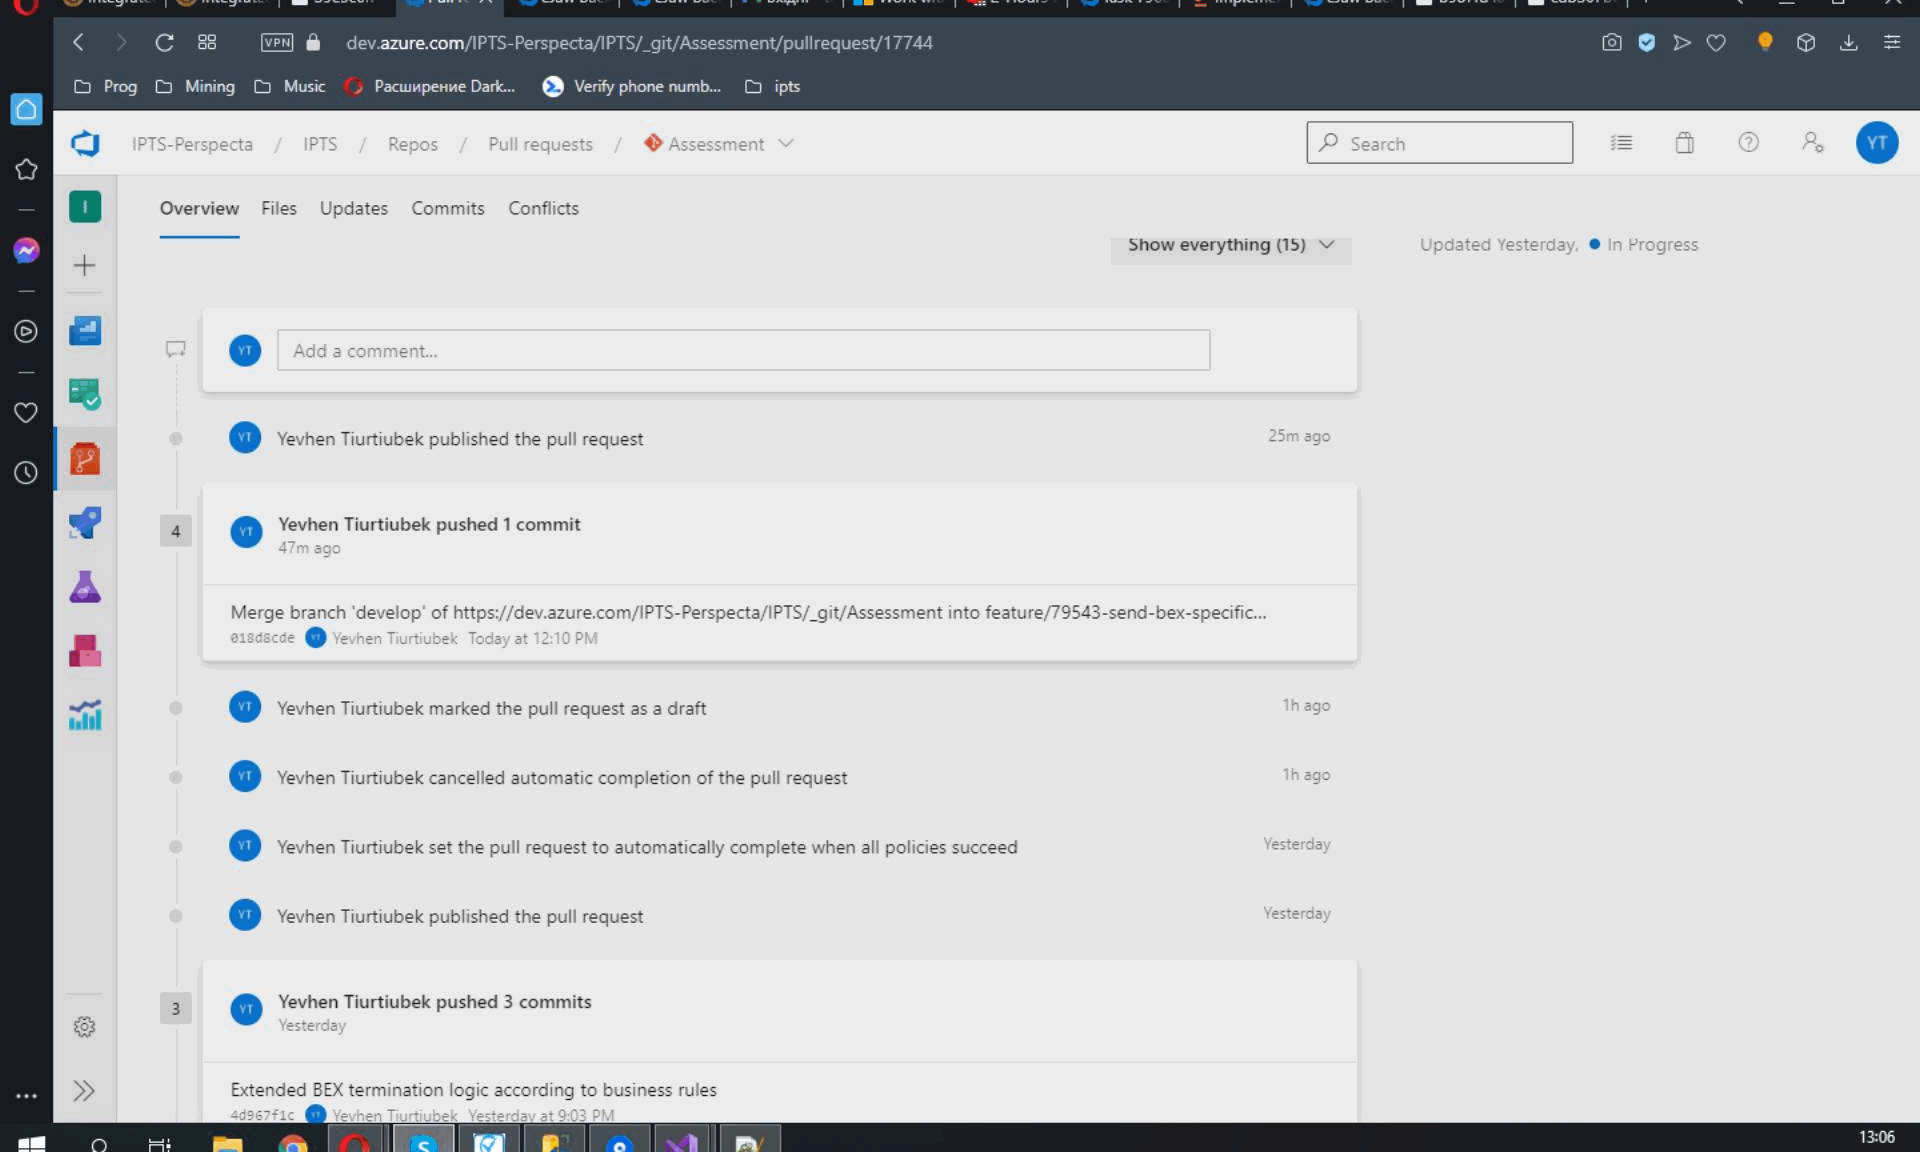 VPN dev.azure.com/IPTS-Perspecta/IPTS/_git/Assessment/pullrequest/17744
Prog Mining Music Расширение Dark... Verify phone numb... ipts
IPTS-Perspecta / IPTS / Repos / Pull requests / Assessment Search YT
I
Overview Files Updates Commits Conflicts
Show everything (15) Updated Yesterday, In Progress
YT Add a comment...
YT Yevhen Tiurtiubek published the pull request 25m ago
4 YT Yevhen Tiurtiubek pushed 1 commit
47m ago
Merge branch 'develop' of https://dev.azure.com/IPTS-Perspecta/IPTS/_git/Assessment into feature/79543-send-bex-specific...
018d8cde YT Yevhen Tiurtiubek Today at 12:10 PM
YT Yevhen Tiurtiubek marked the pull request as a draft 1h ago
YT Yevhen Tiurtiubek cancelled automatic completion of the pull request 1h ago
YT Yevhen Tiurtiubek set the pull request to automatically complete when all policies succeed Yesterday
YT Yevhen Tiurtiubek published the pull request Yesterday
3 YT Yevhen Tiurtiubek pushed 3 commits
Yesterday
Extended BEX termination logic according to business rules
4d967f1c YT Yevhen Tiurtiubek Yesterday at 9:03 PM
13:06